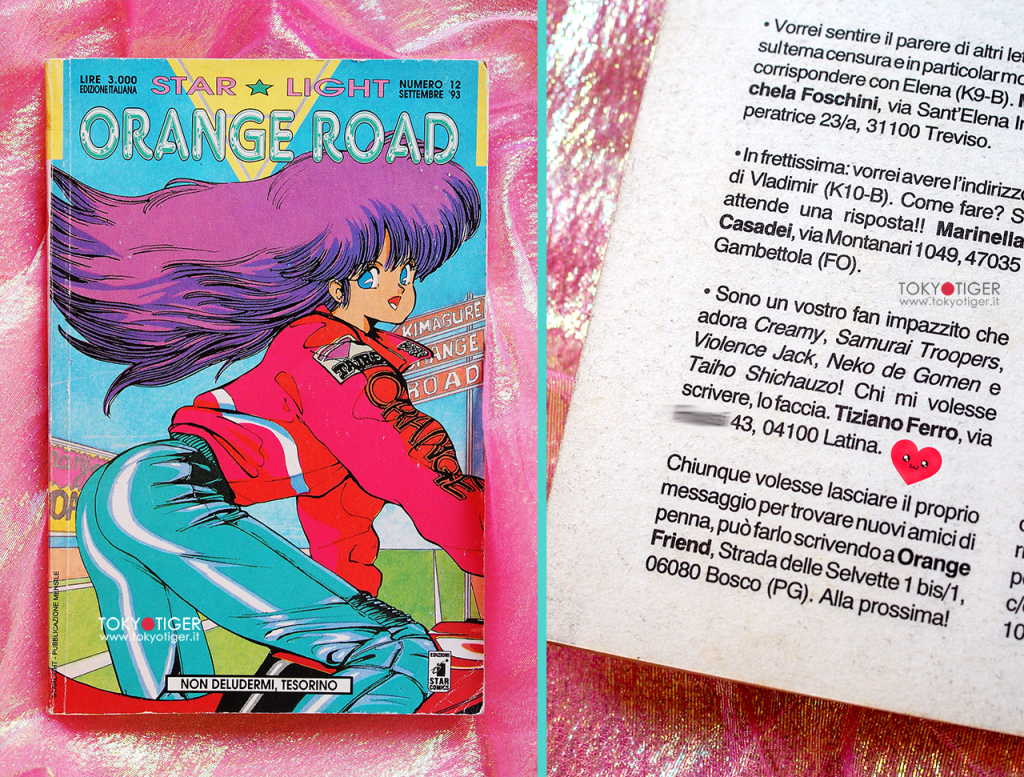 LIRE 3.000
EDIZIONE ITALIANA
STAR ★ LIGHT
NUMERO 12
SETTEMBRE '93
ORANGE ROAD
KIMAGURE
ORANGE
ROAD
ORANGE
TOKYOTIGER
www.tokyotiger.it
PUBBLICAZIONE MENSILE
NON DELUDERMI, TESORINO
EDIZIONI
STAR
COMICS
• Vorrei sentire il parere di altri let
sul tema censura e in particolar mo
corrispondere con Elena (K9-B).
chela Foschini, via Sant'Elena Im
peratrice 23/a, 31100 Treviso.
• In frettissima: vorrei avere l'indirizzo
di Vladimir (K10-B). Come fare? S
attende una risposta!! Marinella
Casadei, via Montanari 1049, 47035
Gambettola (FO).
TOKYOTIGER
www.tokyotiger.it
• Sono un vostro fan impazzito che
adora Creamy, Samurai Troopers,
Violence Jack, Neko de Gomen e
Taiho Shichauzo! Chi mi volesse
scrivere, lo faccia. Tiziano Ferro, via
43, 04100 Latina.
Chiunque volesse lasciare il proprio
messaggio per trovare nuovi amici di
penna, può farlo scrivendo a Orange
Friend, Strada delle Selvette 1 bis/1,
06080 Bosco (PG). Alla prossima!
c/
10